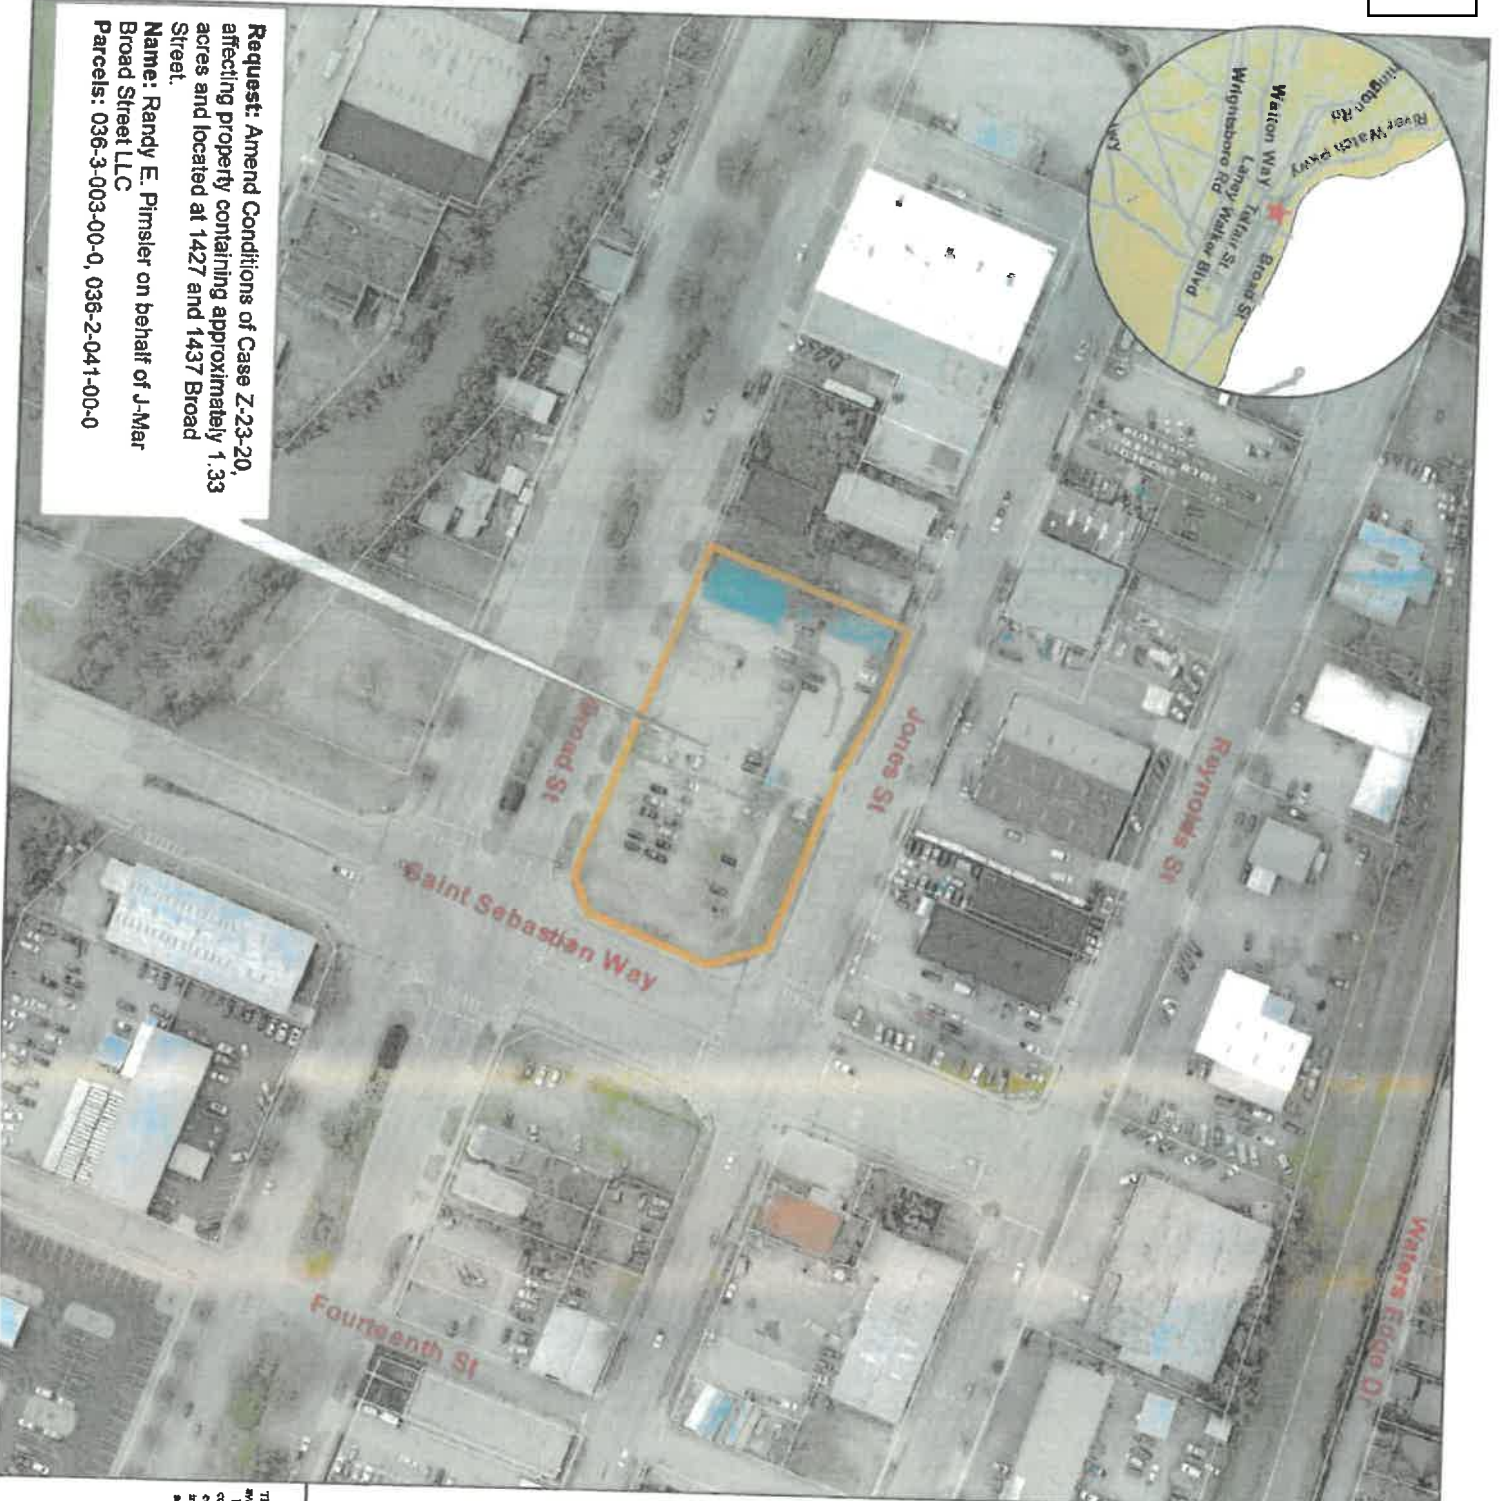 Request: Amend Conditions of Case Z-23-20,
affecting property containing approximately 1.33
acres and located at 1427 and 1437 Broad
Street.
Name: Randy E. Pimsler on behalf of J-Mar
Broad Street LLC
Parcels: 036-3-003-00-0, 036-2-041-00-0
River Watch Pkwy
Walton Way
Telfair St
Broad St
Laney Walker Blvd
Wrightsboro Rd
Jones St
Reynolds St
Broad St
Saint Sebastian Way
Fourteenth St
Waters Edge Dr